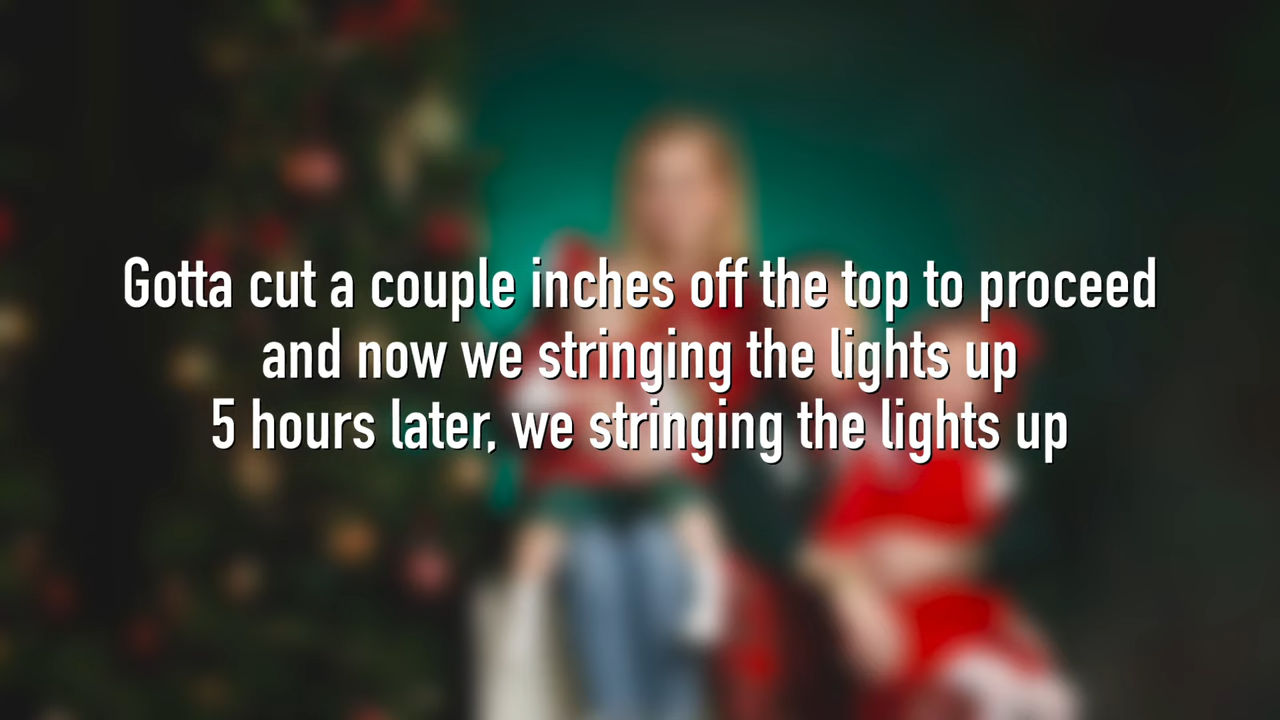 Gotta cut a couple inches off the top to proceed
and now we stringing the lights up
5 hours later, we stringing the lights up